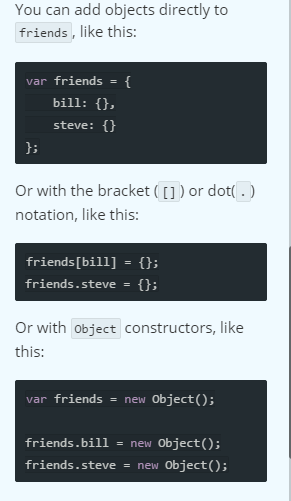 You can add objects directly to
friends, like this:
var friends = {
    bill: {},
    steve: {}
};
Or with the bracket ([]) or dot(.)
notation, like this:
friends[bill] = {};
friends.steve = {};
Or with Object constructors, like
this:
var friends = new Object();
friends.bill = new Object();
friends.steve = new Object();